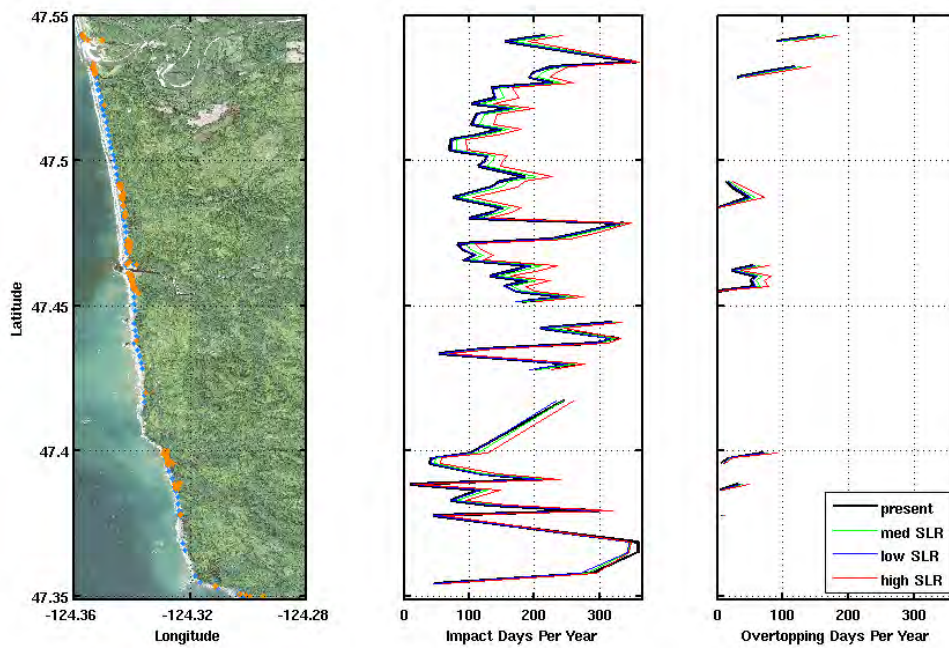 47.55
47.5
47.45
47.4
47.35
Latitude
-124.36
-124.32
-124.28
Longitude
0
100
200
300
Impact Days Per Year
0
100
200
300
Overtopping Days Per Year
present
med SLR
low SLR
high SLR